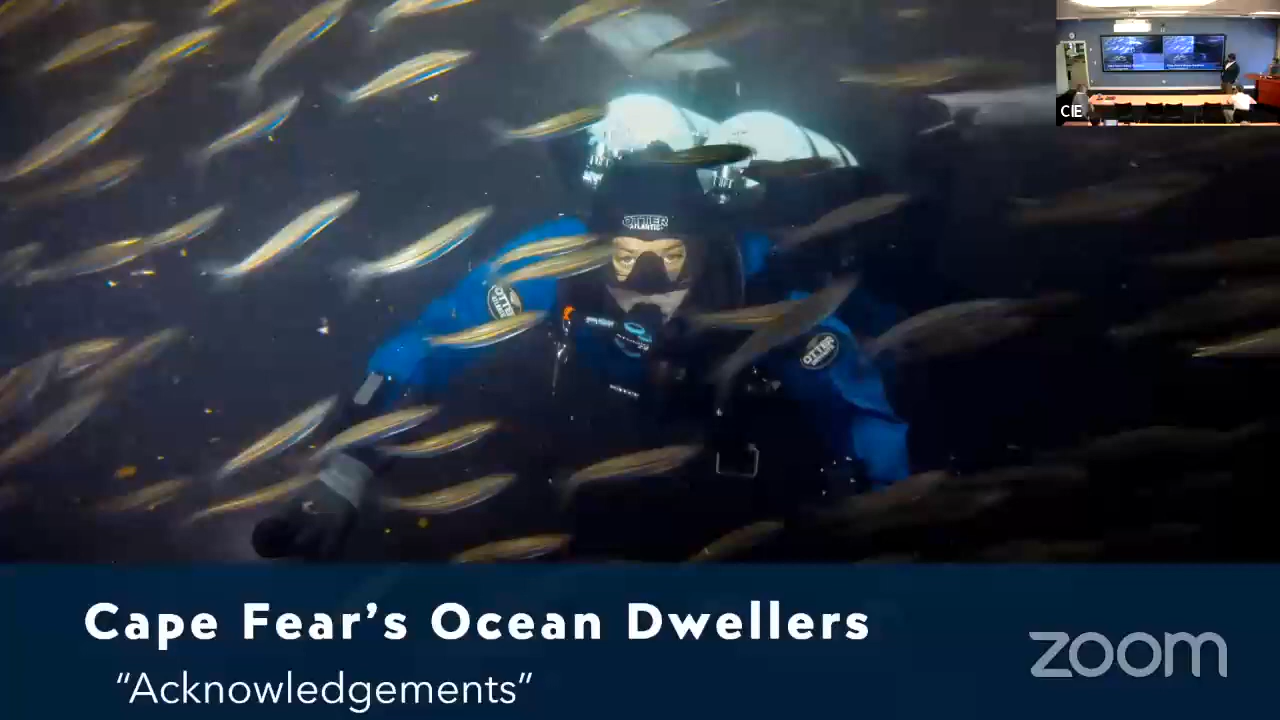 CIE
OTTER
ATLANTIC
OTTER
OTTER
Cape Fear's Ocean Dwellers
"Acknowledgements"
zoom